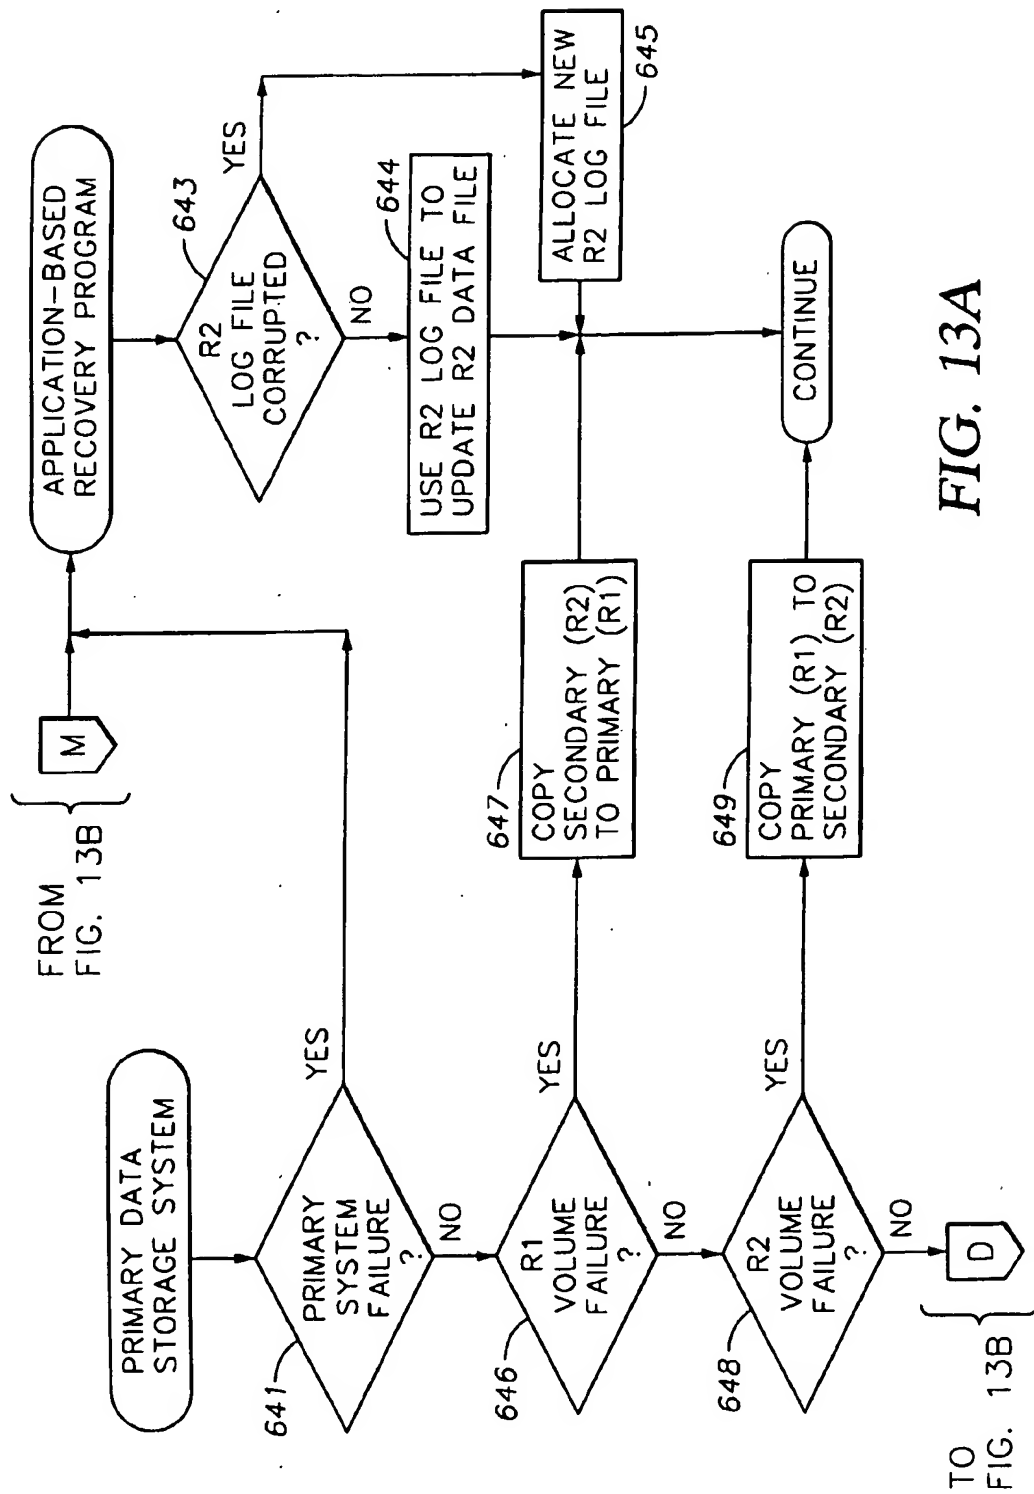 PRIMARY DATA
STORAGE SYSTEM
641
PRIMARY
SYSTEM
FAILURE
?
YES
NO
646
R1
VOLUME
FAILURE
?
YES
NO
648
R2
VOLUME
FAILURE
?
YES
NO
D
TO
FIG. 13B
FROM
FIG. 13B
M
647
COPY
SECONDARY (R2)
TO PRIMARY (R1)
649
COPY
PRIMARY (R1) TO
SECONDARY (R2)
APPLICATION-BASED
RECOVERY PROGRAM
643
R2
LOG FILE
CORRUPTED
?
YES
NO
644
USE R2 LOG FILE TO
UPDATE R2 DATA FILE
ALLOCATE NEW
R2 LOG FILE
645
CONTINUE
FIG. 13A